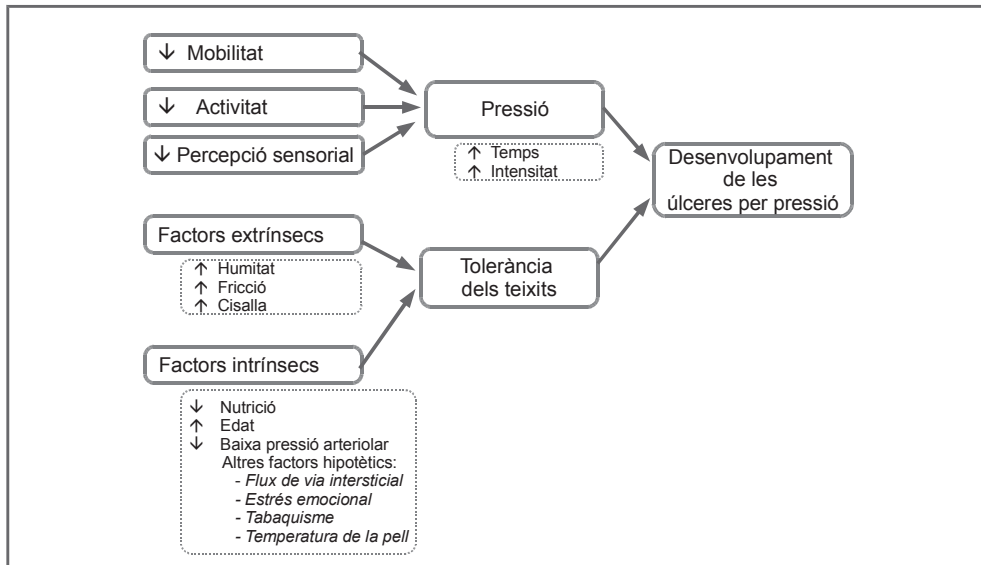 ↓ Mobilitat
↓ Activitat
↓ Percepció sensorial
Pressió
↑ Temps
↑ Intensitat
Desenvolupament
de les
úlceres per pressió
Factors extrínsecs
↑ Humitat
↑ Fricció
↑ Cisalla
Tolerància
dels teixits
Factors intrínsecs
↓ Nutrició
↑ Edat
↓ Baixa pressió arteriolar
Altres factors hipotètics:
- Flux de via intersticial
- Estrés emocional
- Tabaquisme
- Temperatura de la pell